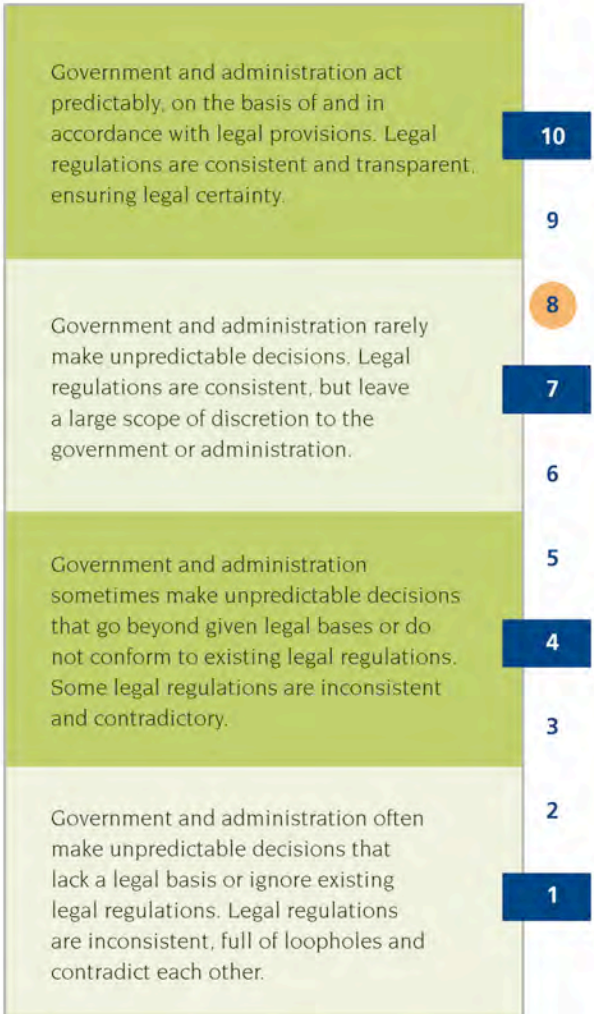 Government and administration act
predictably, on the basis of and in
accordance with legal provisions. Legal
regulations are consistent and transparent,
ensuring legal certainty.
10
9
8
Government and administration rarely
make unpredictable decisions. Legal
regulations are consistent, but leave
a large scope of discretion to the
government or administration.
7
6
5
Government and administration
sometimes make unpredictable decisions
that go beyond given legal bases or do
not conform to existing legal regulations.
Some legal regulations are inconsistent
and contradictory.
4
3
2
Government and administration often
make unpredictable decisions that
lack a legal basis or ignore existing
legal regulations. Legal regulations
are inconsistent, full of loopholes and
contradict each other.
1